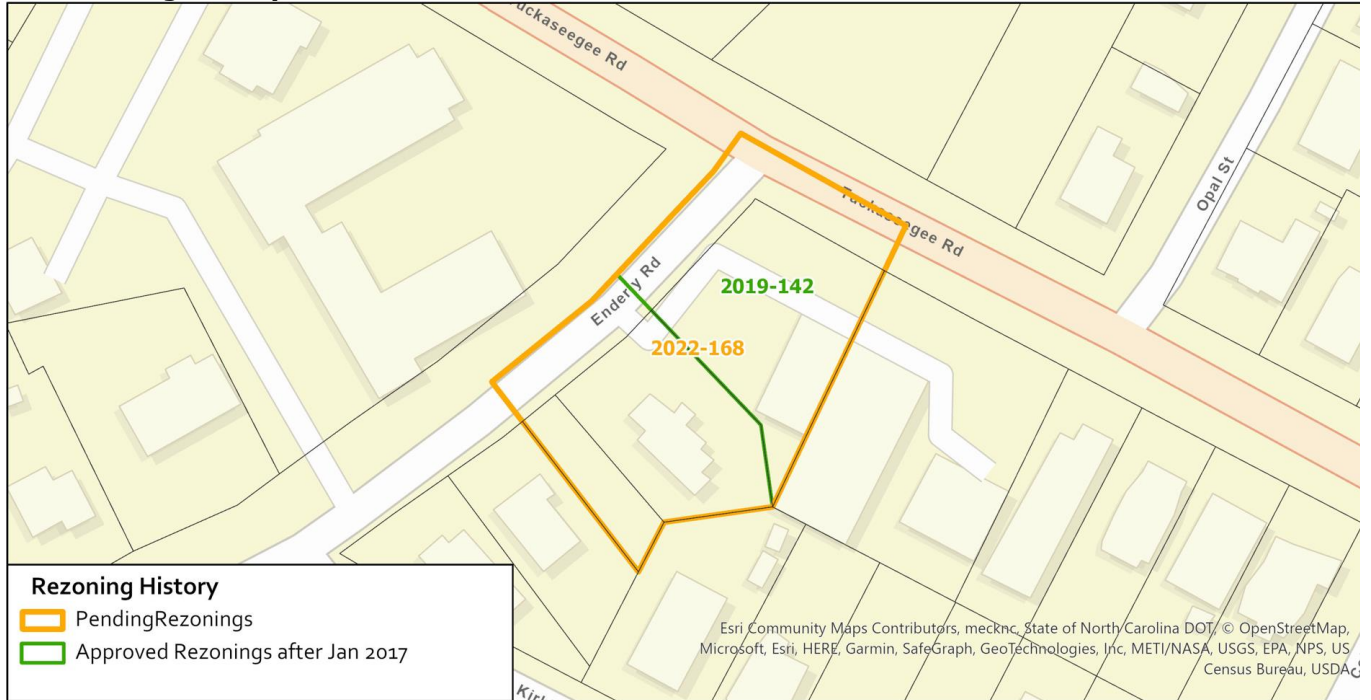 Tuckaseegee Rd
Opal St
Tuckaseegee Rd
Enderly Rd
2019-142
2022-168
Rezoning History
PendingRezonings
Approved Rezonings after Jan 2017
Esri Community Maps Contributors, mecknc, State of North Carolina DOT, © OpenStreetMap,
Microsoft, Esri, HERE, Garmin, SafeGraph, GeoTechnologies, Inc, METI/NASA, USGS, EPA, NPS, US
Census Bureau, USDA